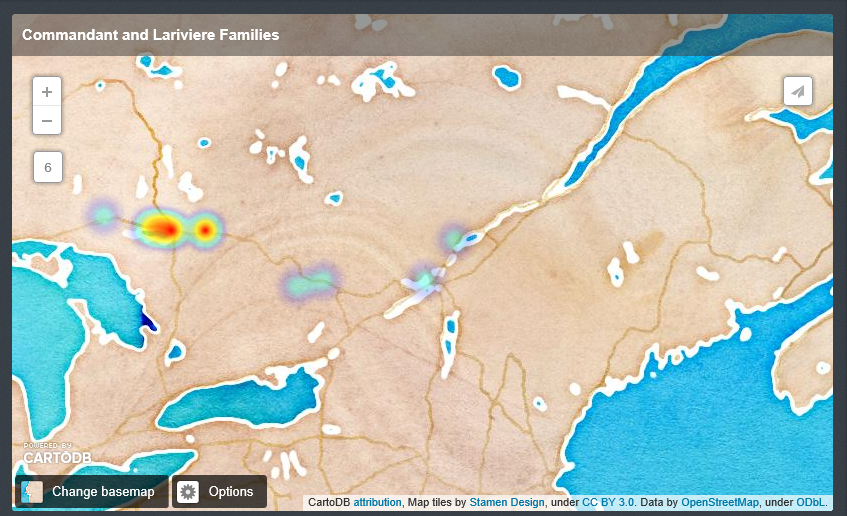 Commandant and Lariviere Families
+
−
6
POWERED BY
CARTODB
Change basemap
Options
CartoDB attribution, Map tiles by Stamen Design, under CC BY 3.0. Data by OpenStreetMap, under ODbL.